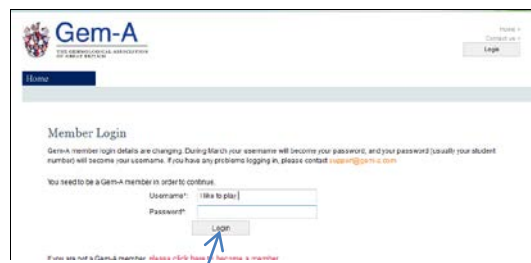 Gem-A
THE GEMMOLOGICAL ASSOCIATION
OF GREAT BRITAIN
Home >
Contact us >
Login
Home
Member Login
Gem-A member login details are changing. During March your username will become your password, and your password (usually your student
number) will become your username. If you have any problems logging in, please contact support@gem-a.com
You need to be a Gem-A member in order to continue.
Username*: I like to play
Password*:
Login
If you are not a Gem-A member, please click here to become a member.